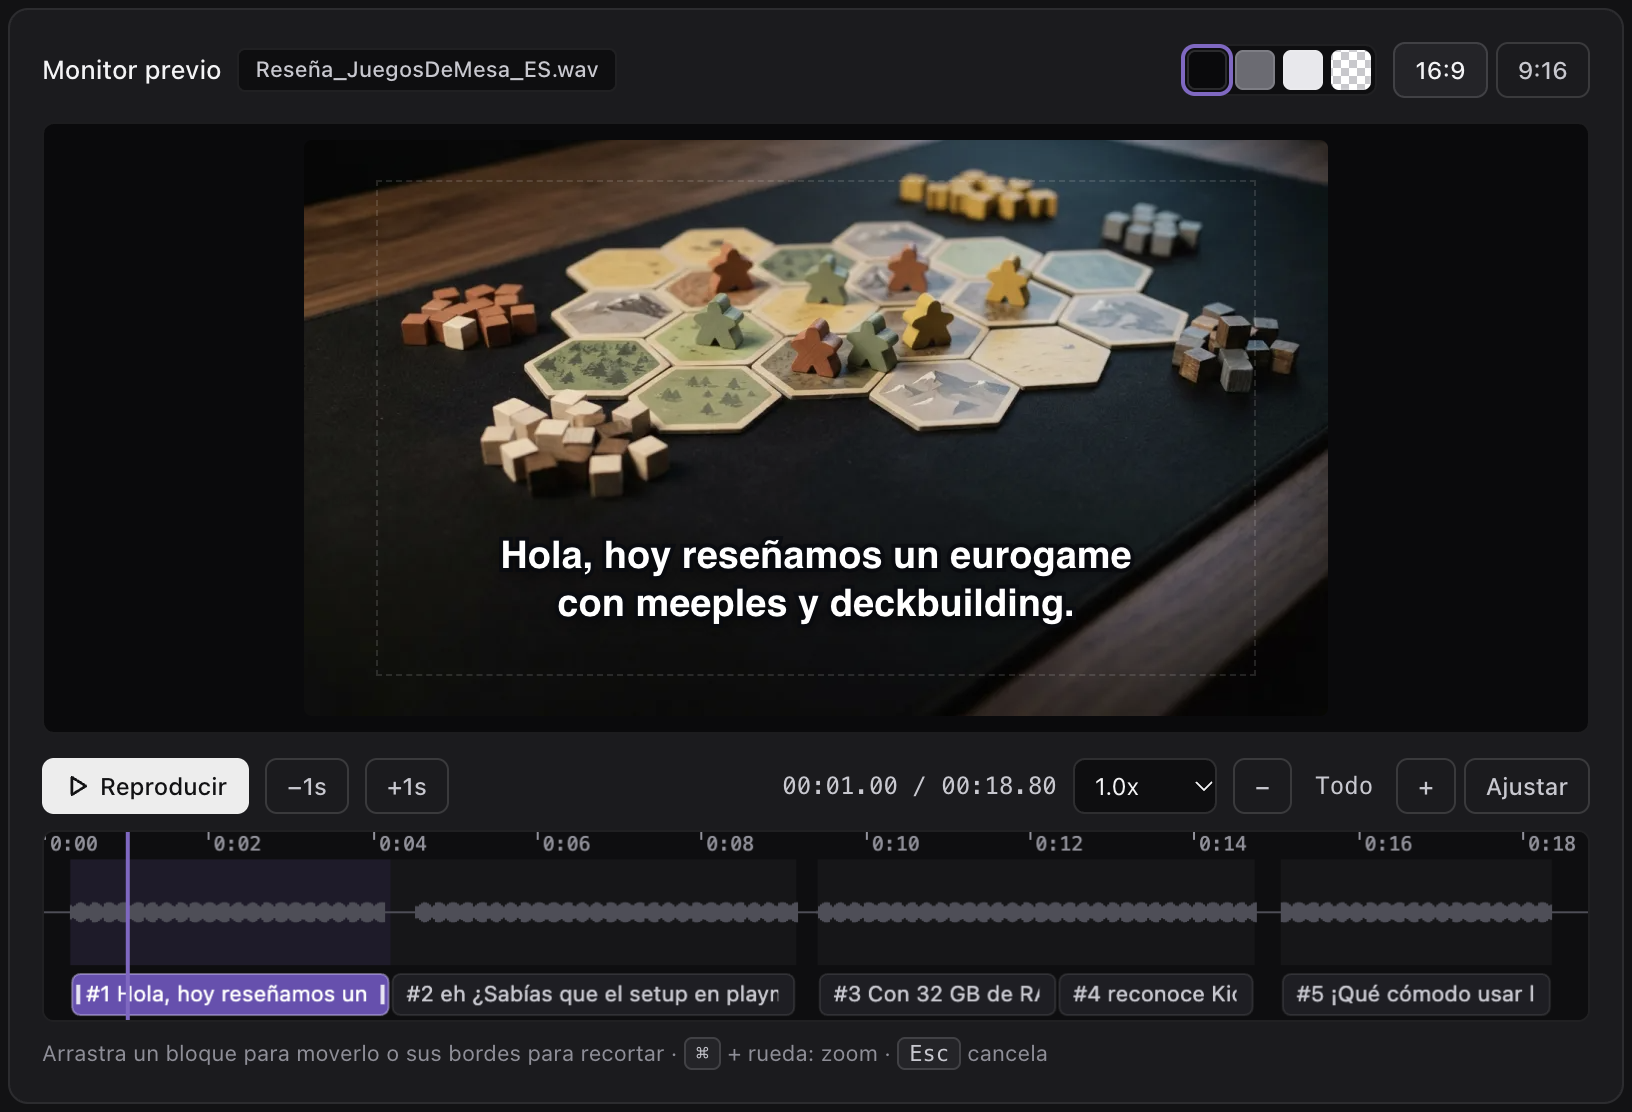 Monitor previo
Reseña_JuegosDeMesa_ES.wav
16:9
9:16
Hola, hoy reseñamos un eurogame
con meeples y deckbuilding.
Reproducir
−1s
+1s
00:01.00 / 00:18.80
1.0x
−
Todo
+
Ajustar
0:00 0:02 0:04 0:06 0:08 0:10 0:12 0:14 0:16 0:18
#1 Hola, hoy reseñamos un
#2 eh ¿Sabías que el setup en
#3 Con 32 GB de
#4 reconoce
#5 ¡Qué cómodo usar
Arrastra un bloque para moverlo o sus bordes para recortar · ⌘ + rueda: zoom · Esc cancela